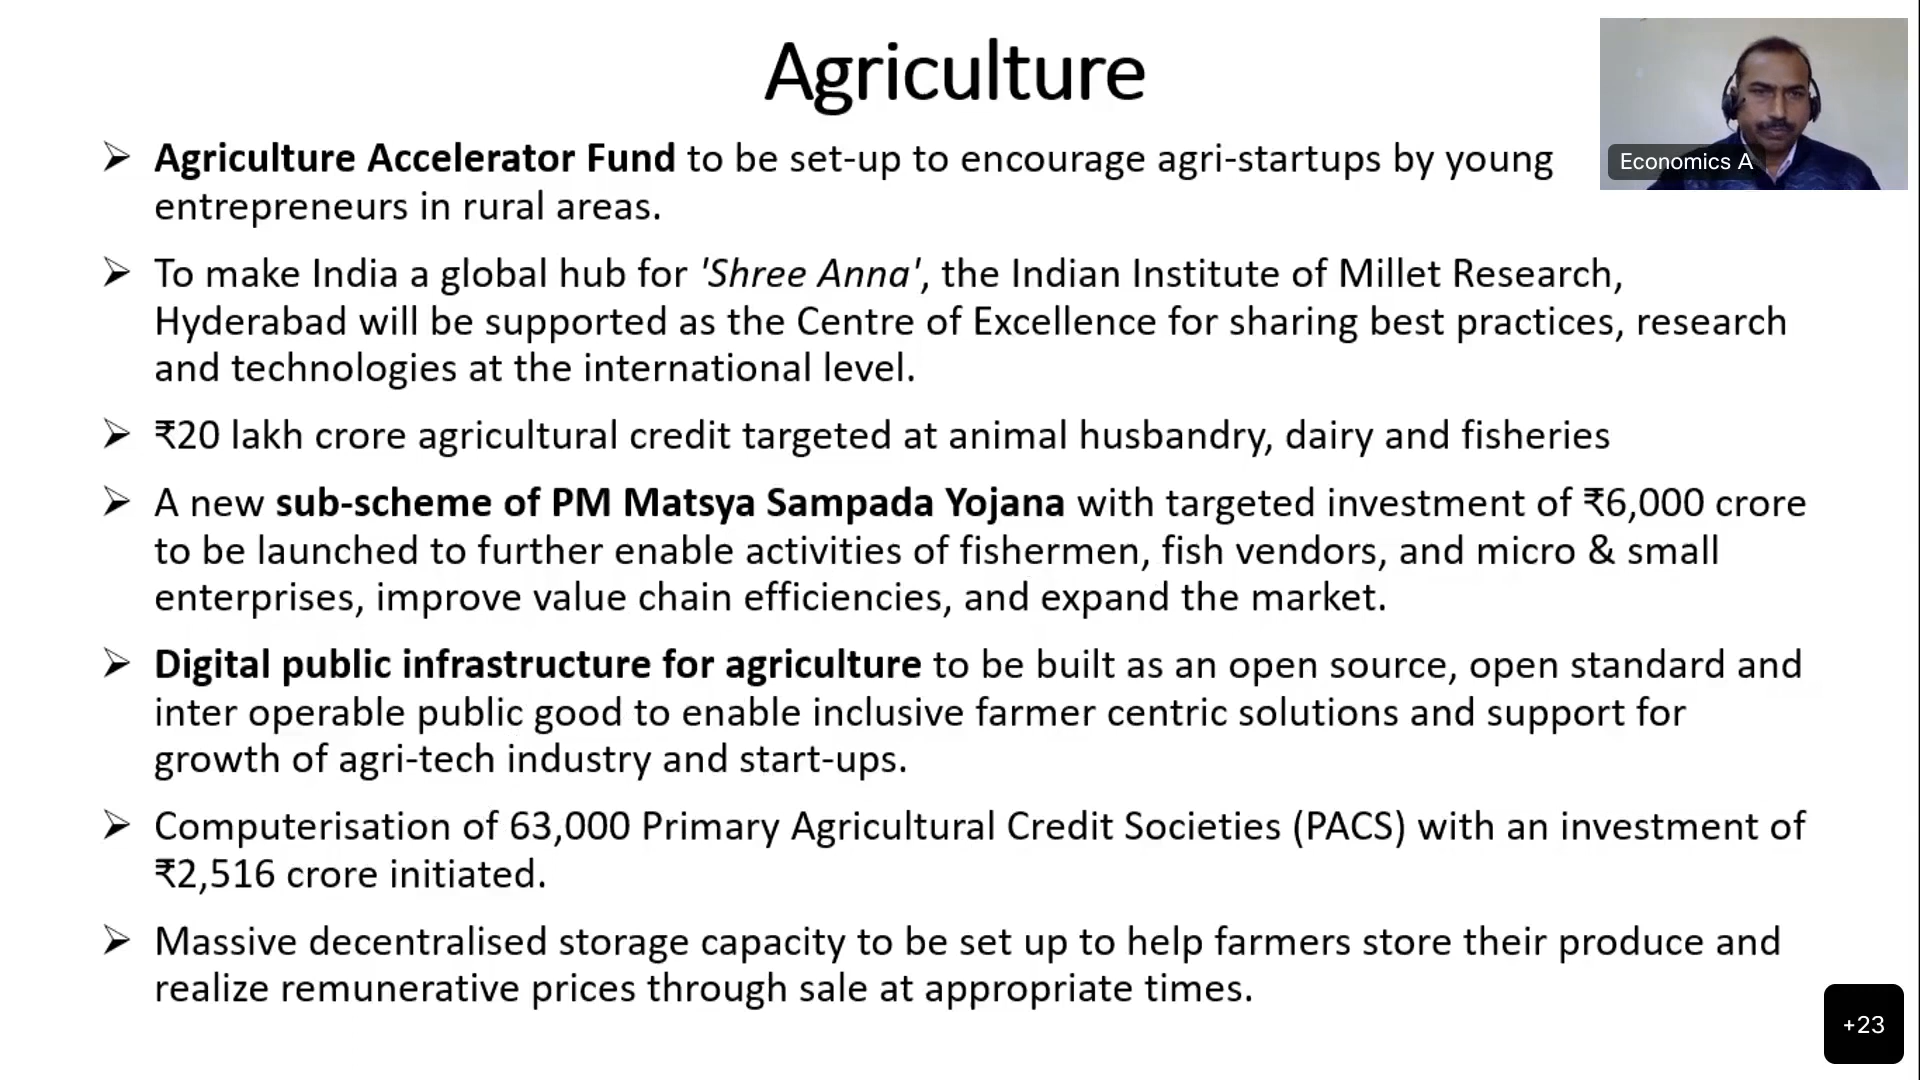 Agriculture
Economics A
➢ Agriculture Accelerator Fund to be set-up to encourage agri-startups by young
entrepreneurs in rural areas.
➢ To make India a global hub for 'Shree Anna', the Indian Institute of Millet Research,
Hyderabad will be supported as the Centre of Excellence for sharing best practices, research
and technologies at the international level.
➢ ₹20 lakh crore agricultural credit targeted at animal husbandry, dairy and fisheries
➢ A new sub-scheme of PM Matsya Sampada Yojana with targeted investment of ₹6,000 crore
to be launched to further enable activities of fishermen, fish vendors, and micro & small
enterprises, improve value chain efficiencies, and expand the market.
➢ Digital public infrastructure for agriculture to be built as an open source, open standard and
inter operable public good to enable inclusive farmer centric solutions and support for
growth of agri-tech industry and start-ups.
➢ Computerisation of 63,000 Primary Agricultural Credit Societies (PACS) with an investment of
₹2,516 crore initiated.
➢ Massive decentralised storage capacity to be set up to help farmers store their produce and
realize remunerative prices through sale at appropriate times.
+23